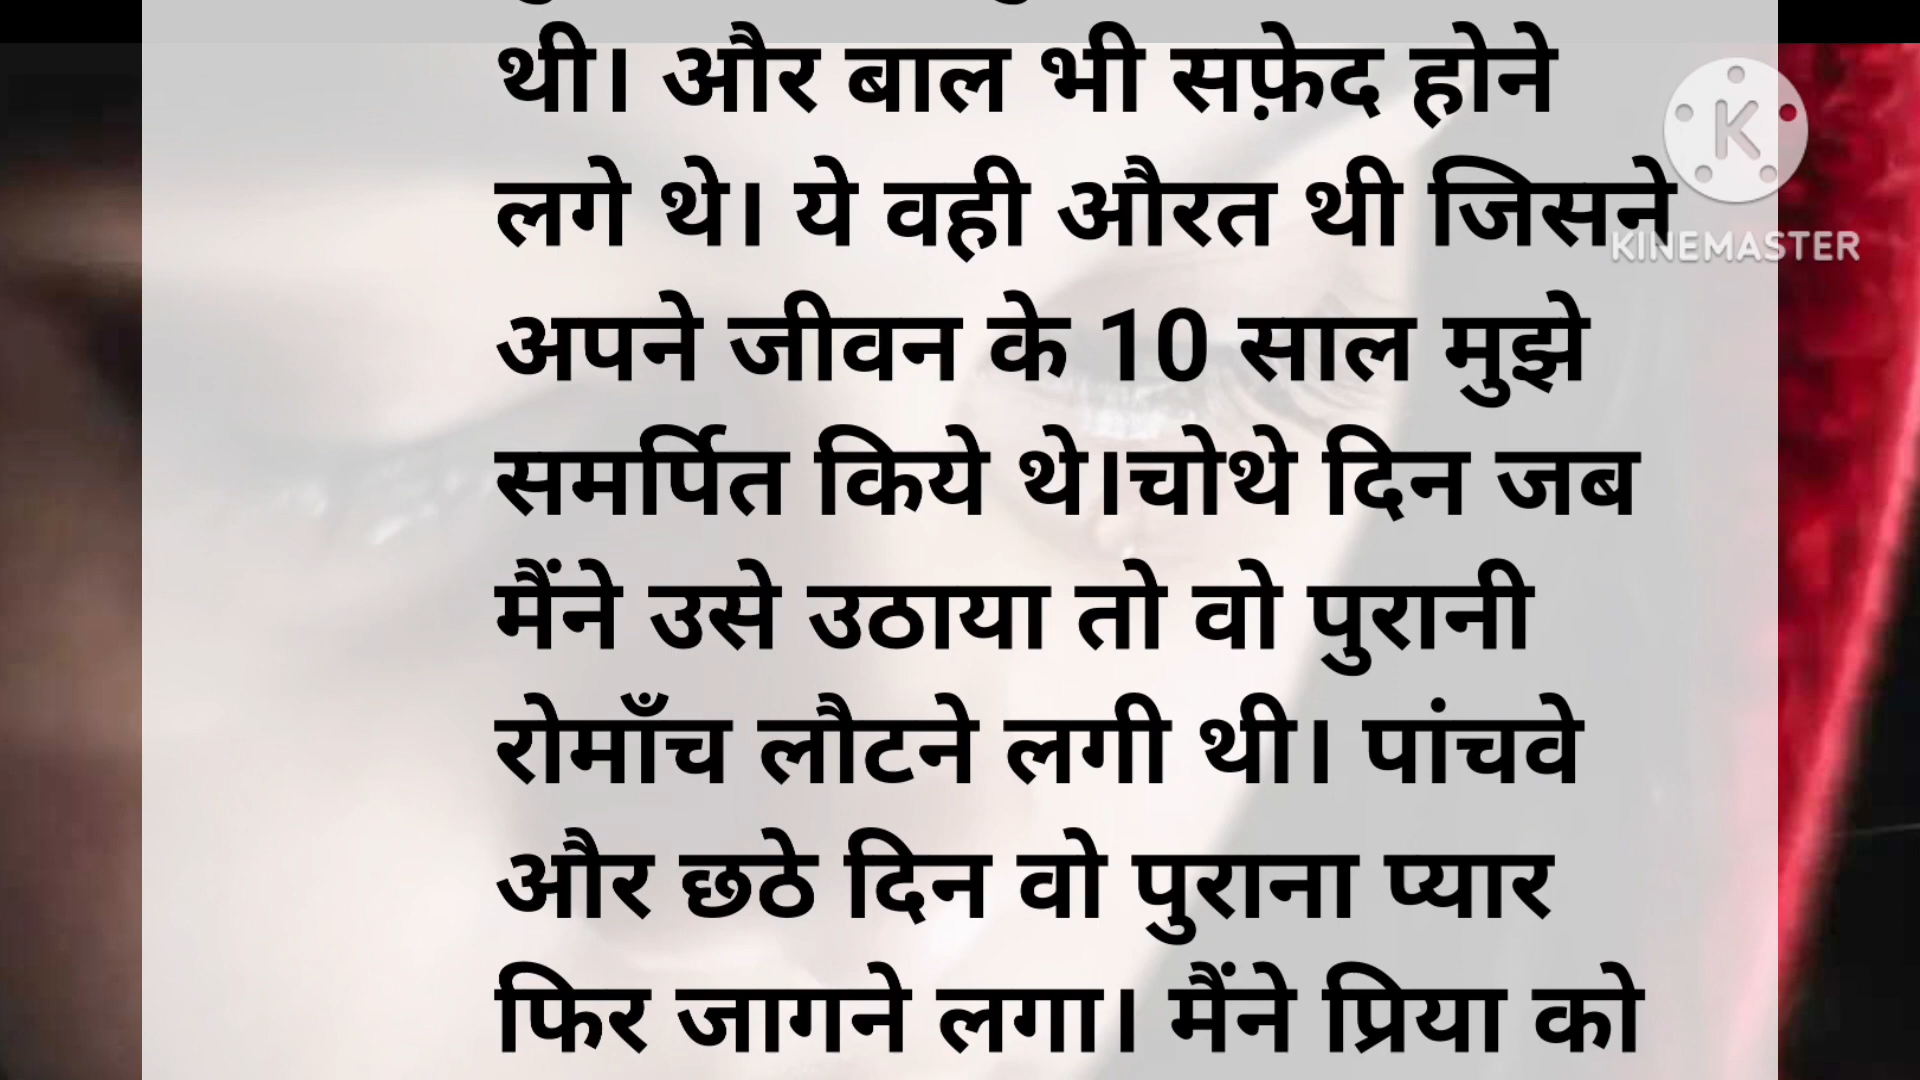 थी। और बाल भी सफ़ेद होने
लगे थे। ये वही औरत थी जिसने
अपने जीवन के 10 साल मुझे
समर्पित किये थे।चोथे दिन जब
मैंने उसे उठाया तो वो पुरानी
रोमाँच लौटने लगी थी। पांचवे
और छठे दिन वो पुराना प्यार
फिर जागने लगा। मैंने प्रिया को
K
KINEMASTER